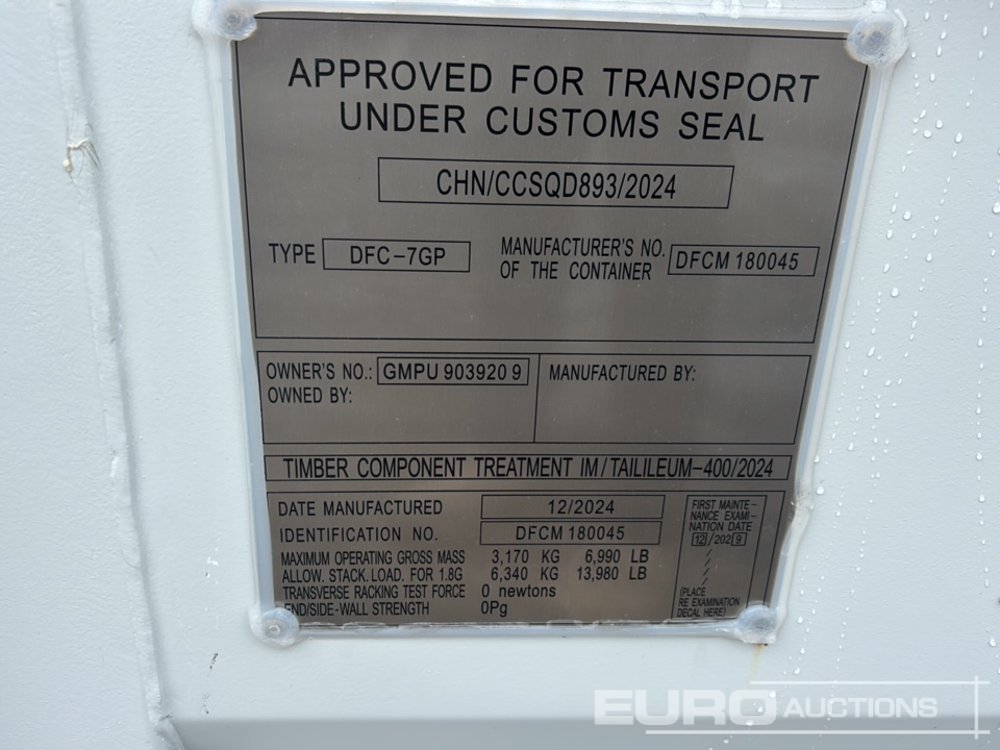 APPROVED FOR TRANSPORT
UNDER CUSTOMS SEAL
CHN/CCSQD893/2024
TYPE DFC-7GP
MANUFACTURER'S NO.
OF THE CONTAINER
DFCM 180045
OWNER'S NO.: GMPU 903920 9
OWNED BY:
MANUFACTURED BY:
TIMBER COMPONENT TREATMENT IM/TAILILEUM-400/2024
DATE MANUFACTURED 12/2024
IDENTIFICATION NO. DFCM 180045
MAXIMUM OPERATING GROSS MASS 3,170 KG 6,990 LB
ALLOW. STACK. LOAD. FOR 1.8G 6,340 KG 13,980 LB
TRANSVERSE RACKING TEST FORCE 0 newtons
END/SIDE-WALL STRENGTH 0Pg
FIRST MAINTE-
NANCE EXAMI-
NATION DATE
12/2029
/
/
/
(PLACE
RE EXAMINATION
DECAL HERE)
EURO AUCTIONS